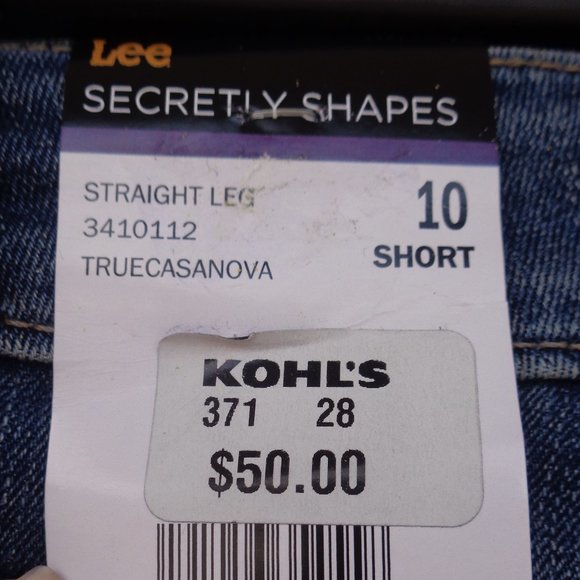 Lee
SECRETLY SHAPES
STRAIGHT LEG
3410112
TRUECASANOVA
10
SHORT
KOHL'S
371 28
$50.00